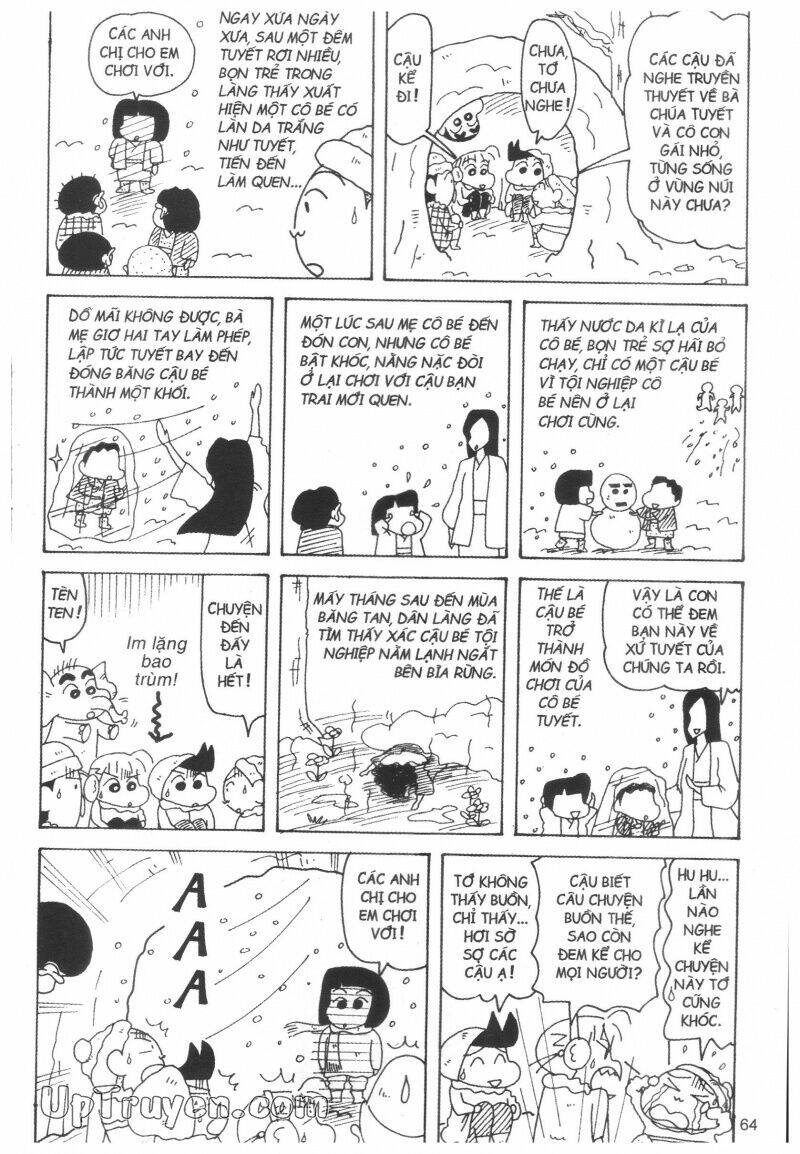 CÁC CẬU ĐÃ
NGHE TRUYỀN
THUYẾT VỀ BÀ
CHÚA TUYẾT
VÀ CÔ CON
GÁI NHỎ,
TỪNG SỐNG
Ở VÙNG NÚI
NÀY CHƯA?
CHƯA,
TỚ
CHƯA
NGHE!
CẬU
KỂ
ĐI!
NGÀY XỬA NGÀY
XƯA, SAU MỘT ĐÊM
TUYẾT RƠI NHIỀU,
BỌN TRẺ TRONG
LÀNG THẤY XUẤT
HIỆN MỘT CÔ BÉ CÓ
LÀN DA TRẮNG
NHƯ TUYẾT,
TIẾN ĐẾN
LÀM QUEN...
CÁC ANH
CHỊ CHO EM
CHƠI VỚI.
THẤY NƯỚC DA KÌ LẠ CỦA
CÔ BÉ, BỌN TRẺ SỢ HÃI BỎ
CHẠY, CHỈ CÓ MỘT CẬU BÉ
VÌ TỘI NGHIỆP CÔ
BÉ NÊN Ở LẠI
CHƠI CÙNG.
MỘT LÚC SAU MẸ CÔ BÉ ĐẾN
ĐÓN CON, NHƯNG CÔ BÉ
BẬT KHÓC, NẰNG NẶC ĐÒI
Ở LẠI CHƠI VỚI CẬU BẠN
TRAI MỚI QUEN.
DỖ MÃI KHÔNG ĐƯỢC, BÀ
MẸ GIƠ HAI TAY LÀM PHÉP,
LẬP TỨC TUYẾT BAY ĐẾN
ĐÓNG BĂNG CẬU BÉ
THÀNH MỘT KHỐI.
VẬY LÀ CON
CÓ THỂ ĐEM
BẠN NÀY VỀ
XỨ TUYẾT CỦA
CHÚNG TA RỒI.
THẾ LÀ
CẬU BÉ
TRỞ
THÀNH
MÓN ĐỒ
CHƠI CỦA
CÔ BÉ
TUYẾT.
MẤY THÁNG SAU ĐẾN MÙA
BĂNG TAN, DÂN LÀNG ĐÃ
TÌM THẤY XÁC CẬU BÉ TỘI
NGHIỆP NẰM LẠNH NGẮT
BÊN BÌA RỪNG.
CHUYỆN
ĐẾN
ĐÂY
LÀ
HẾT!
Im lặng
bao
trùm!
TÈN
TEN!
HU HU...
LẦN
NÀO
NGHE
KỂ
CHUYỆN
NÀY TỚ
CŨNG
KHÓC.
CẬU BIẾT
CÂU CHUYỆN
BUỒN THẾ,
SAO CÒN
ĐEM KỂ CHO
MỌI NGƯỜI?
TỚ KHÔNG
THẤY BUỒN,
CHỈ THẤY...
HƠI SỜ
SỢ CÁC
CẬU Ạ!
CÁC ANH
CHỊ CHO
EM CHƠI
VỚI!
A
A
A
UpTruyen.com
64